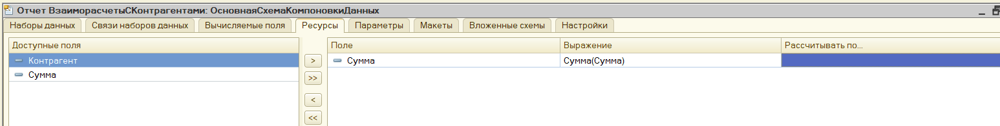 Отчет ВзаиморасчетыСКонтрагентами: ОсновнаяСхемаКомпоновкиДанных
Наборы данных Связи наборов данных Вычисляемые поля Ресурсы Параметры Макеты Вложенные схемы Настройки
Доступные поля Поле Выражение Рассчитывать по...
Контрагент > Сумма Сумма(Сумма)
Сумма >>
<
<<